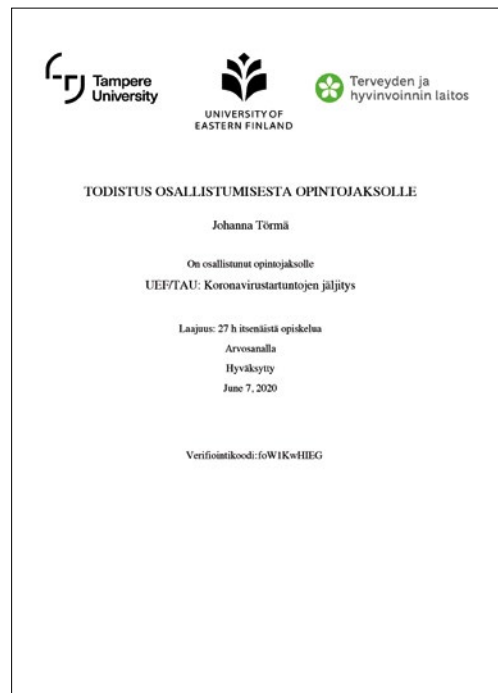 Tampere
University
UNIVERSITY OF
EASTERN FINLAND
Terveyden ja
hyvinvoinnin laitos
TODISTUS OSALLISTUMISESTA OPINTOJAKSOLLE
Johanna Törmä
On osallistunut opintojaksolle
UEF/TAU: Koronavirustartuntojen jäljitys
Laajuus: 27 h itsenäistä opiskelua
Arvosanalla
Hyväksytty
June 7, 2020
Verifiointikoodi:foW1KwHIEG